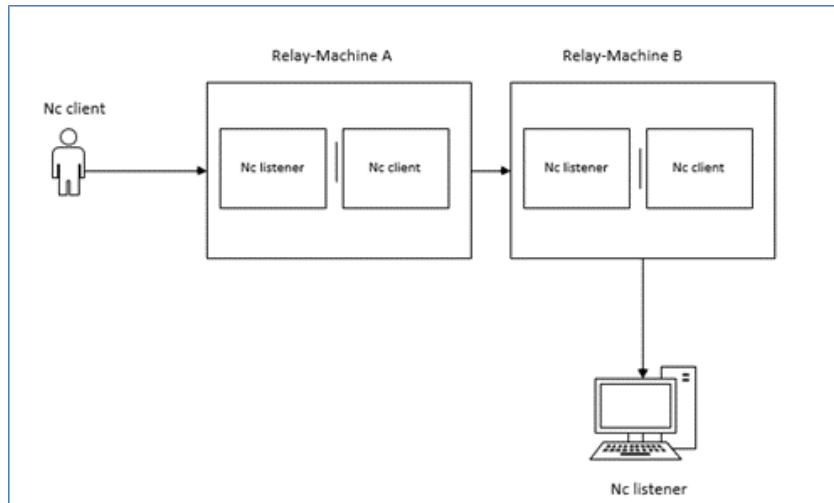 Relay-Machine A
Relay-Machine B
Nc client
Nc listener
Nc client
Nc listener
Nc client
Nc listener